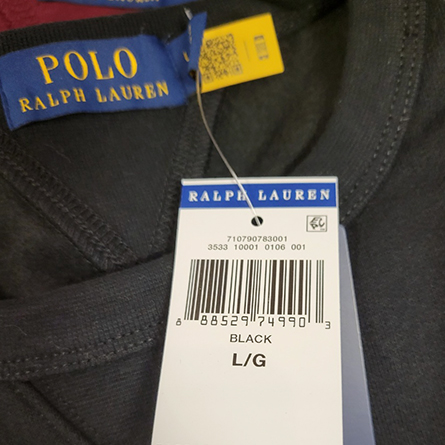 POLO
RALPH LAUREN
RALPH LAUREN
710790783001
3533 10001 0106 001
8 88529 74990 3
BLACK
L/G